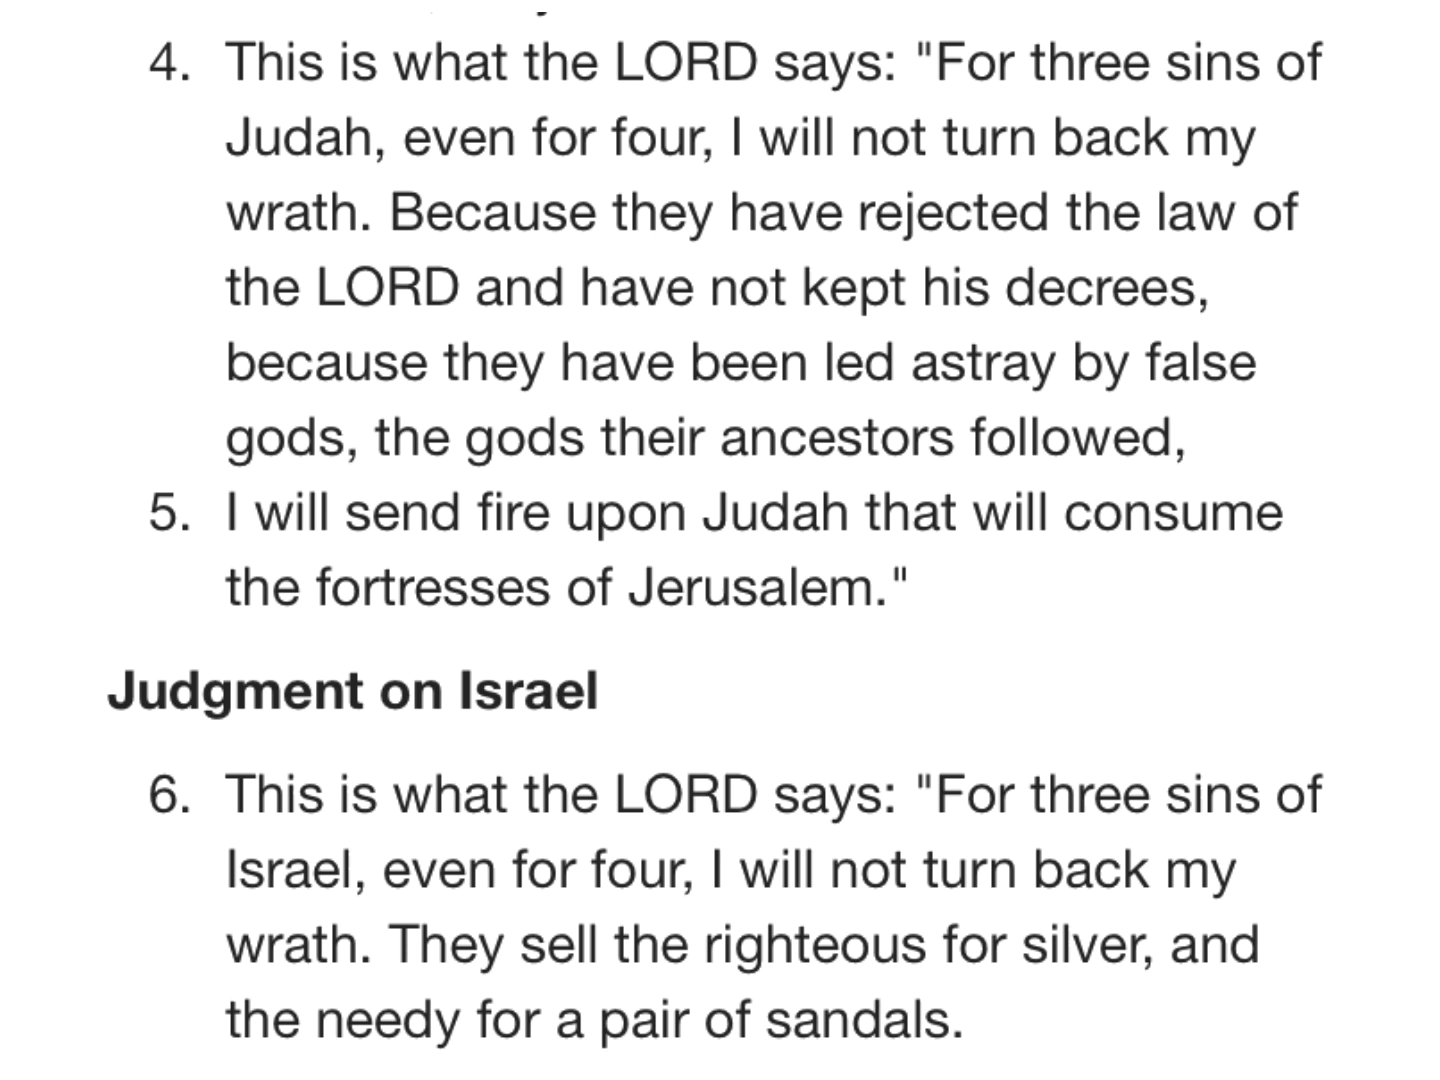 4. This is what the LORD says: "For three sins of
Judah, even for four, I will not turn back my
wrath. Because they have rejected the law of
the LORD and have not kept his decrees,
because they have been led astray by false
gods, the gods their ancestors followed,
5. I will send fire upon Judah that will consume
the fortresses of Jerusalem."
Judgment on Israel
6. This is what the LORD says: "For three sins of
Israel, even for four, I will not turn back my
wrath. They sell the righteous for silver, and
the needy for a pair of sandals.